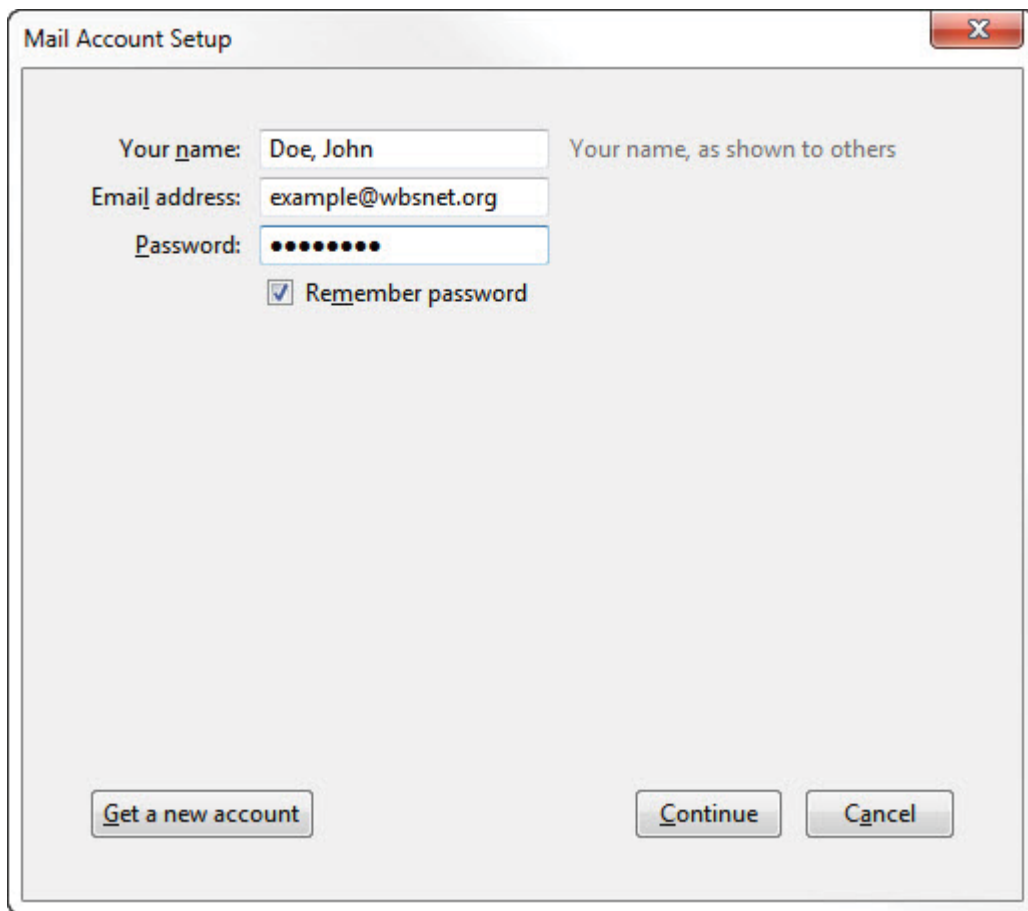 Mail Account Setup
Your name: Doe, John Your name, as shown to others
Email address: example@wbsnet.org
Password: ••••••••
Remember password
Get a new account Continue Cancel